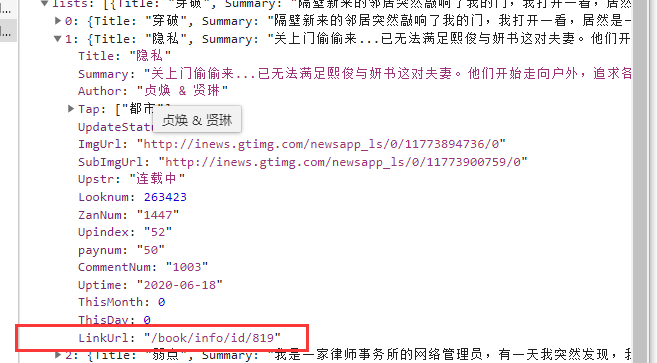 lists: [{Title: "穿破", Summary: "隔壁新来的邻居突然敲响了我的门，我打开一看，居然
▶0: {Title: "穿破", Summary: "隔壁新来的邻居突然敲响了我的门，我打开一看，居然是一
▼1: {Title: "隐私", Summary: "关上门偷偷来...已无法满足熙俊与妍书这对夫妻。他们开
Title: "隐私"
Summary: "关上门偷偷来...已无法满足熙俊与妍书这对夫妻。他们开始走向户外，追求各
Author: "贞焕 & 贤琳"
▶Tap: ["都市"]
贞焕 & 贤琳
UpdateStat
ImgUrl: "http://inews.gtimg.com/newsapp_ls/0/11773894736/0"
SubImgUrl: "http://inews.gtimg.com/newsapp_ls/0/11773900759/0"
Upstr: "连载中"
Looknum: 263423
ZanNum: "1447"
Upindex: "52"
paynum: "50"
CommentNum: "1003"
Uptime: "2020-06-18"
ThisMonth: 0
ThisDay: 0
LinkUrl: "/book/info/id/819"
▶2: {Title: "弱点", Summary: "我是一家律师事务所的网络管理员，有一天我突然发现，我